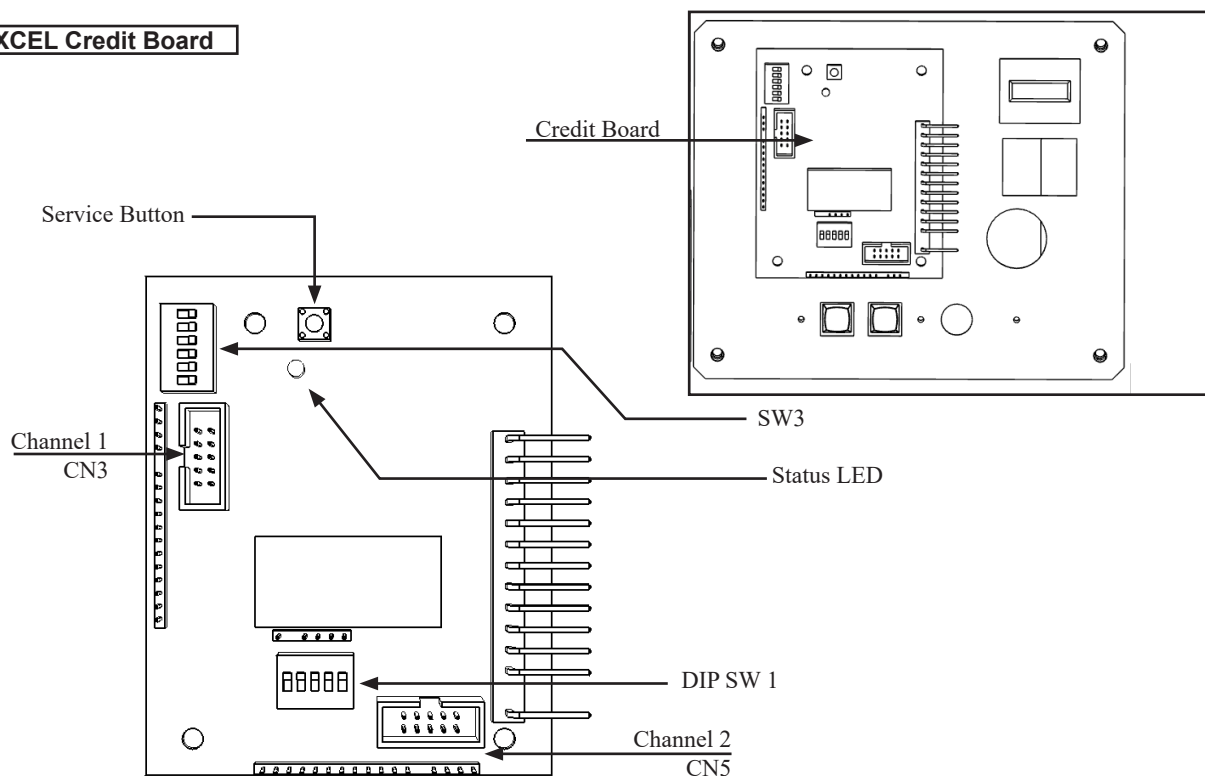 XCEL Credit Board
Credit Board
Service Button
SW3
Channel 1
CN3
Status LED
DIP SW 1
Channel 2
CN5